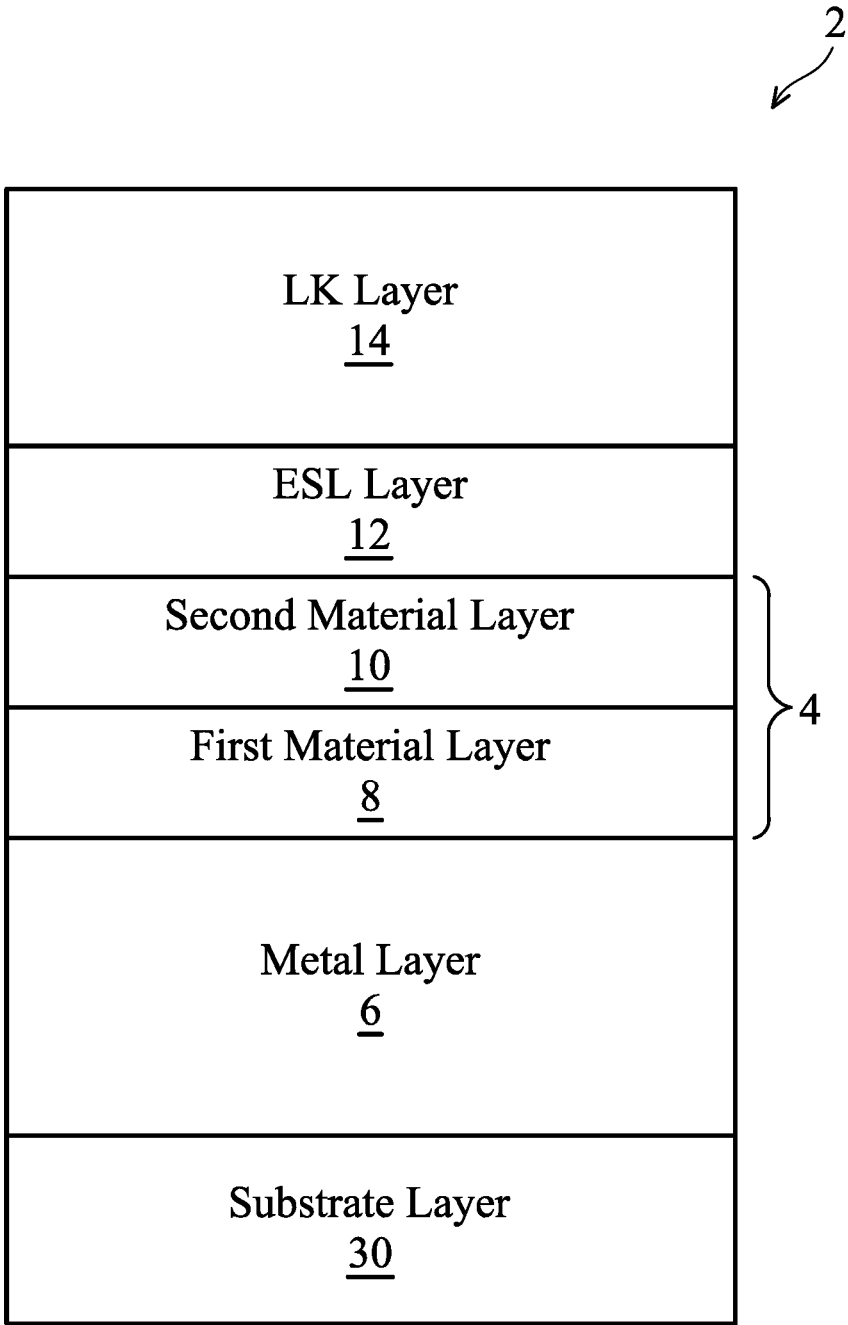 2
LK Layer
14
ESL Layer
12
Second Material Layer
10
4
First Material Layer
8
Metal Layer
6
Substrate Layer
30